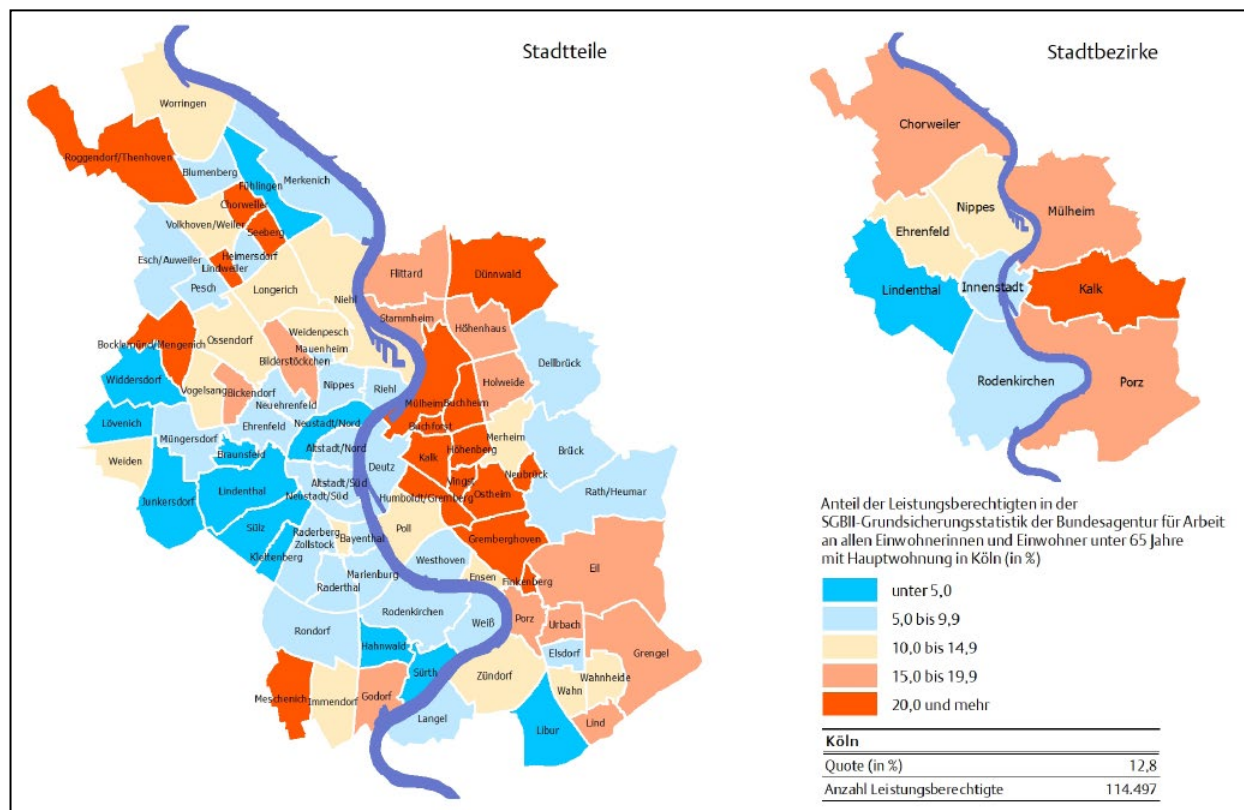 Stadtteile
Worringen
Roggendorf/Thenhoven
Blumenberg
Fühlingen
Merkenich
Chorweiler
Volkhoven/Weiler
Seeberg
Heimersdorf
Esch/Auweiler
Lindweiler
Pesch
Longerich
Niehl
Flittard
Dünnwald
Stammheim
Höhenhaus
Weidenpesch
Ossendorf
Mauenheim
Bocklemünd/Mengenich
Bilderstöckchen
Dellbrück
Widdersdorf
Vogelsang
Bickendorf
Nippes
Riehl
Holweide
Neuehrenfeld
Mülheim
Buchheim
Lövenich
Ehrenfeld
Neustadt/Nord
Buchforst
Müngersdorf
Altstadt/Nord
Merheim
Braunsfeld
Höhenberg
Brück
Weiden
Kalk
Deutz
Neubrück
Junkersdorf
Lindenthal
Altstadt/Süd
Vingst
Rath/Heumar
Neustadt/Süd
Humboldt/Gremberg
Ostheim
Sülz
Raderberg
Poll
Zollstock
Bayenthal
Gremberghoven
Klettenberg
Westhoven
Marienburg
Eil
Raderthal
Ensen
Finkenberg
Rodenkirchen
Porz
Urbach
Rondorf
Weiß
Hahnwald
Elsdorf
Grengel
Sürth
Zündorf
Wahnheide
Meschenich
Immendorf
Godorf
Wahn
Langel
Libur
Lind
Stadtbezirke
Chorweiler
Nippes
Mülheim
Ehrenfeld
Innenstadt
Kalk
Lindenthal
Rodenkirchen
Porz
Anteil der Leistungsberechtigten in der
SGBII-Grundsicherungsstatistik der Bundesagentur für Arbeit
an allen Einwohnerinnen und Einwohner unter 65 Jahre
mit Hauptwohnung in Köln (in %)
unter 5,0
5,0 bis 9,9
10,0 bis 14,9
15,0 bis 19,9
20,0 und mehr
Köln
Quote (in %) 12,8
Anzahl Leistungsberechtigte 114.497